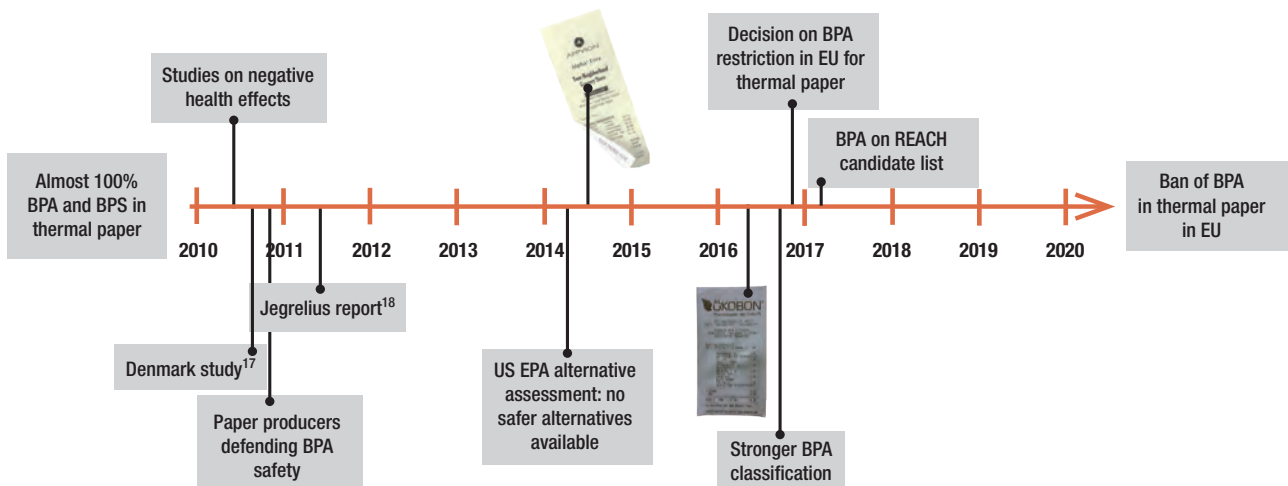 Studies on negative
health effects
Decision on BPA
restriction in EU for
thermal paper
BPA on REACH
candidate list
Almost 100%
BPA and BPS in
thermal paper
Ban of BPA
in thermal paper
in EU
2010
2011
2012
2013
2014
2015
2016
2017
2018
2019
2020
Jegrelius report18
Denmark study17
Paper producers
defending BPA
safety
US EPA alternative
assessment: no
safer alternatives
available
Stronger BPA
classification
APPVION
ÖKOBON